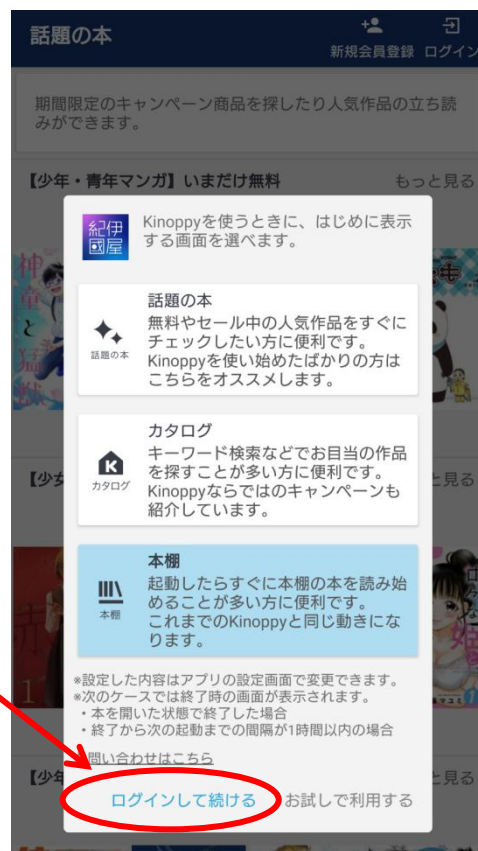 話題の本
新規会員登録 ログイン
期間限定のキャンペーン商品を探したり人気作品の立ち読
みができます。
【少年・青年マンガ】いまだけ無料 もっと見る
紀伊
國屋
Kinoppyを使うときに、はじめに表示
する画面を選べます。
神童と猛獣
話題の本
無料やセール中の人気作品をすぐに
チェックしたい方に便利です。
Kinoppyを使い始めたばかりの方は
こちらをオススメします。
話題の本
カタログ
キーワード検索などでお目当の作品
を探すことが多い方に便利です。
Kinoppyならではのキャンペーンも
紹介しています。
カタログ
【少女
と見る
本棚
起動したらすぐに本棚の本を読み始
めることが多い方に便利です。
これまでのKinoppyと同じ動きにな
ります。
本棚
1
※設定した内容はアプリの設定画面で変更できます。
※次のケースでは終了時の画面が表示されます。
・本を開いた状態で終了した場合
・終了から次の起動までの間隔が1時間以内の場合
問い合わせはこちら
【少年
と見る
ログインして続ける お試しで利用する